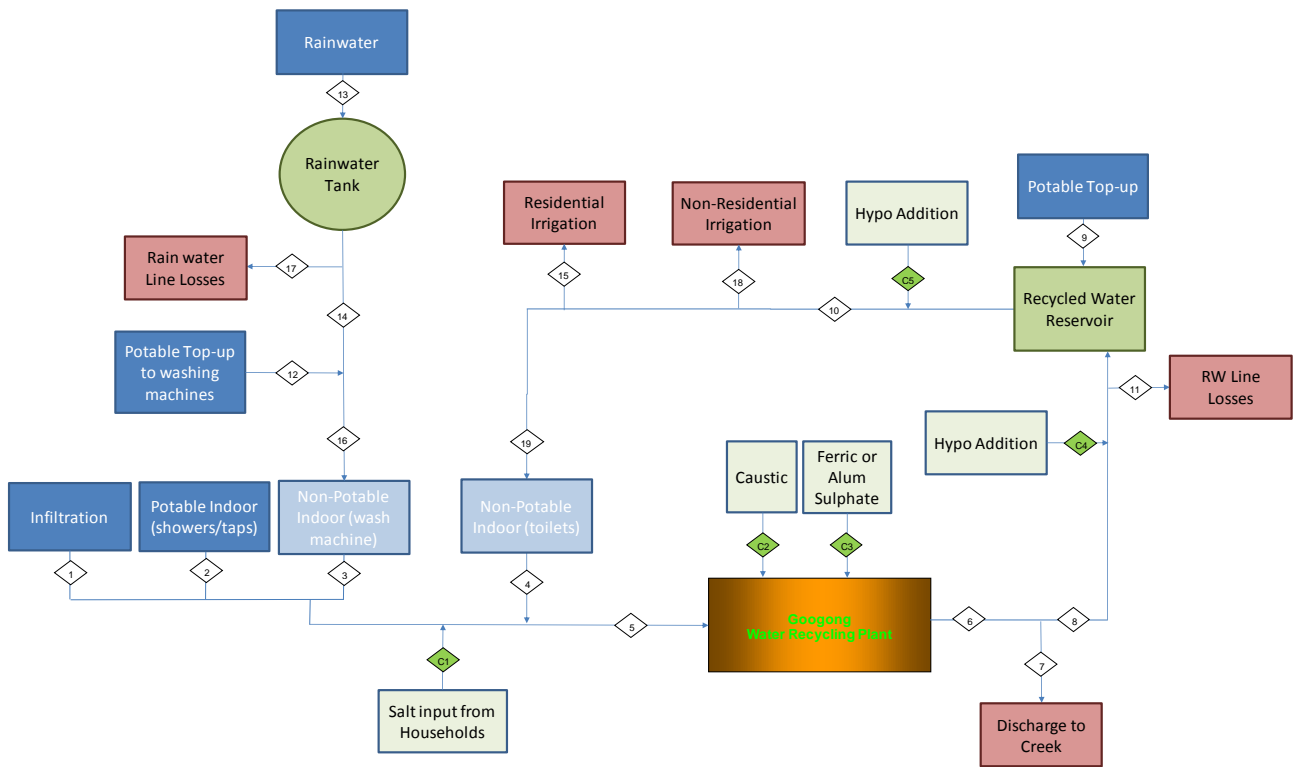 Rainwater
13
Rainwater
Tank
Rain water
Line Losses
17
14
Potable Top-up
to washing
machines
12
16
Residential
Irrigation
15
Non-Residential
Irrigation
18
Hypo Addition
C5
10
Potable Top-up
9
Recycled Water
Reservoir
11
RW Line
Losses
Hypo Addition
C4
19
Infiltration
Potable Indoor
(showers/taps)
Non-Potable
Indoor (wash
machine)
Non-Potable
Indoor (toilets)
Caustic
Ferric or
Alum
Sulphate
C2
C3
1
2
3
4
5
Googong
Water Recycling Plant
6
8
7
C1
Salt input from
Households
Discharge to
Creek